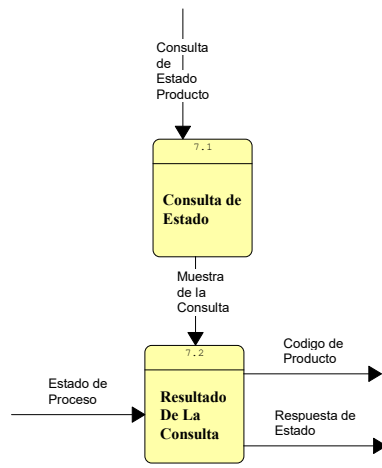 Consulta
de
Estado
Producto
7.1
Consulta de
Estado
Muestra
de la
Consulta
7.2
Resultado
De La
Consulta
Estado de
Proceso
Codigo de
Producto
Respuesta de
Estado